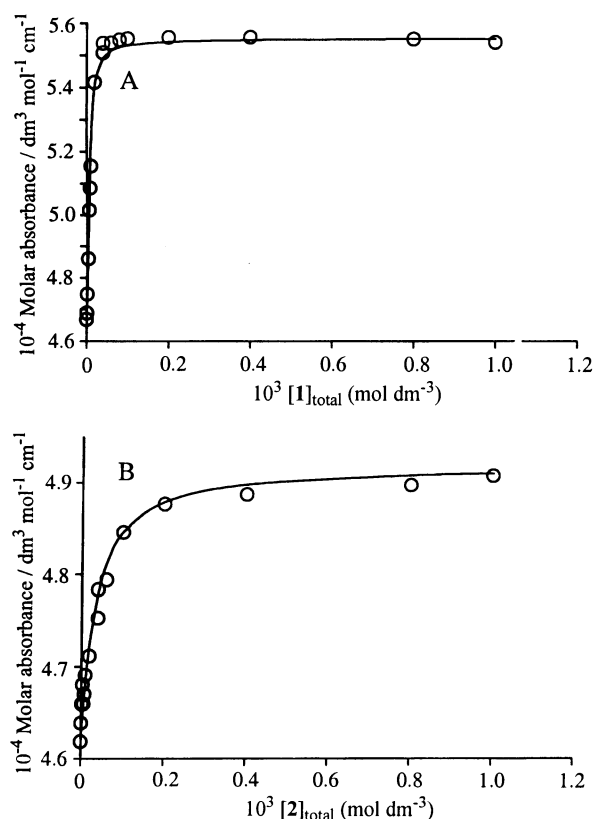 5.6
5.4
5.2
5.0
4.8
4.6
A
0 0.2 0.4 0.6 0.8 1.0 1.2
10⁻⁴ Molar absorbance / dm³ mol⁻¹ cm⁻¹
10³ [1]total (mol dm⁻³)
4.9
4.8
4.7
4.6
B
0 0.2 0.4 0.6 0.8 1.0 1.2
10⁻⁴ Molar absorbance / dm³ mol⁻¹ cm⁻¹
10³ [2]total (mol dm⁻³)